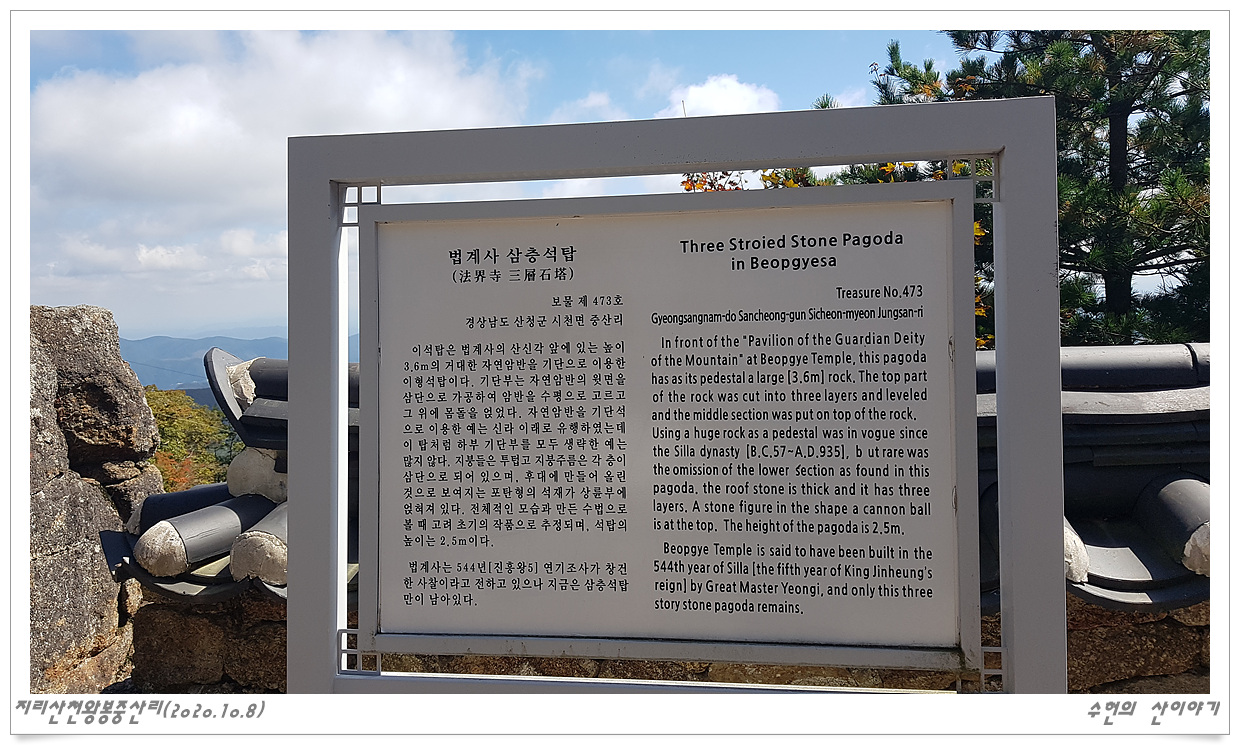 법계사 삼층석탑
(法界寺 三層石塔)
보물 제 473호
경상남도 산청군 시천면 중산리
이석탑은 법계사의 산신각 앞에 있는 높이
3.6m의 거대한 자연암반을 기단으로 이용한
이형석탑이다. 기단부는 자연암반의 윗면을
삼단으로 가공하여 암반을 수평으로 고르고
그 위에 몸돌을 얹었다. 자연암반을 기단석
으로 이용한 예는 신라 이래로 유행하였는데
이 탑처럼 하부 기단부를 모두 생략한 예는
많지 않다. 지붕돌은 투텁고 지붕주름은 각 층이
삼단으로 되어 있으며, 후대에 만들어 올린
것으로 보여지는 포탄형의 석재가 상륜부에
얹혀져 있다. 전체적인 모습과 만든 수법으로
볼 때 고려 초기의 작품으로 추정되며, 석탑의
높이는 2.5m이다.
법계사는 544년[진흥왕5] 연기조사가 창건
한 사찰이라고 전하고 있으나 지금은 삼층석탑
만이 남아있다.
Three Stroied Stone Pagoda
in Beopgyesa
Treasure No.473
Gyeongsangnam-do Sancheong-gun Sicheon-myeon Jungsan-ri
In front of the "Pavilion of the Guardian Deity
of the Mountain" at Beopgye Temple, this pagoda
has as its pedestal a large [3.6m] rock. The top part
of the rock was cut into three layers and leveled
and the middle section was put on top of the rock.
Using a huge rock as a pedestal was in vogue since
the Silla dynasty [B.C.57~A.D.935], b ut rare was
the omission of the lower section as found in this
pagoda. the roof stone is thick and it has three
layers. A stone figure in the shape a cannon ball
is at the top. The height of the pagoda is 2.5m.
Beopgye Temple is said to have been built in the
544th year of Silla [the fifth year of King Jinheung's
reign] by Great Master Yeongi, and only this three
story stone pagoda remains.
지리산천왕봉중산리(2020.10.8)
수헌의 산이야기